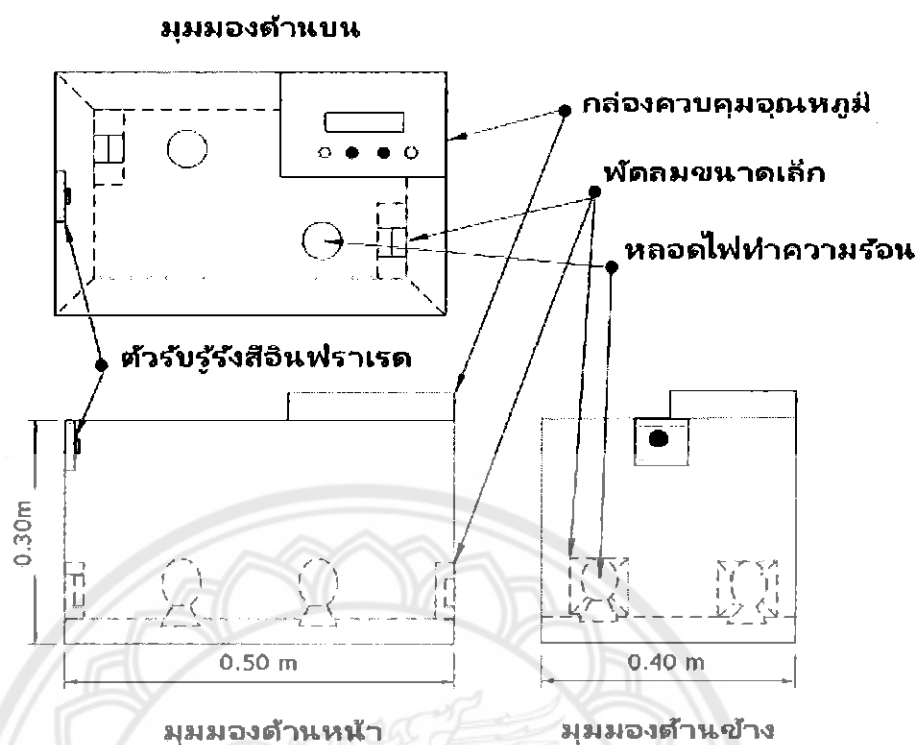 มุมมองด้านบน
กล่องควบคุมอุณหภูมิ
พัดลมขนาดเล็ก
หลอดไฟทำความร้อน
ตัวรับรู้รังสีอินฟราเรด
0.30m
0.50 m
0.40 m
มุมมองด้านหน้า
มุมมองด้านข้าง